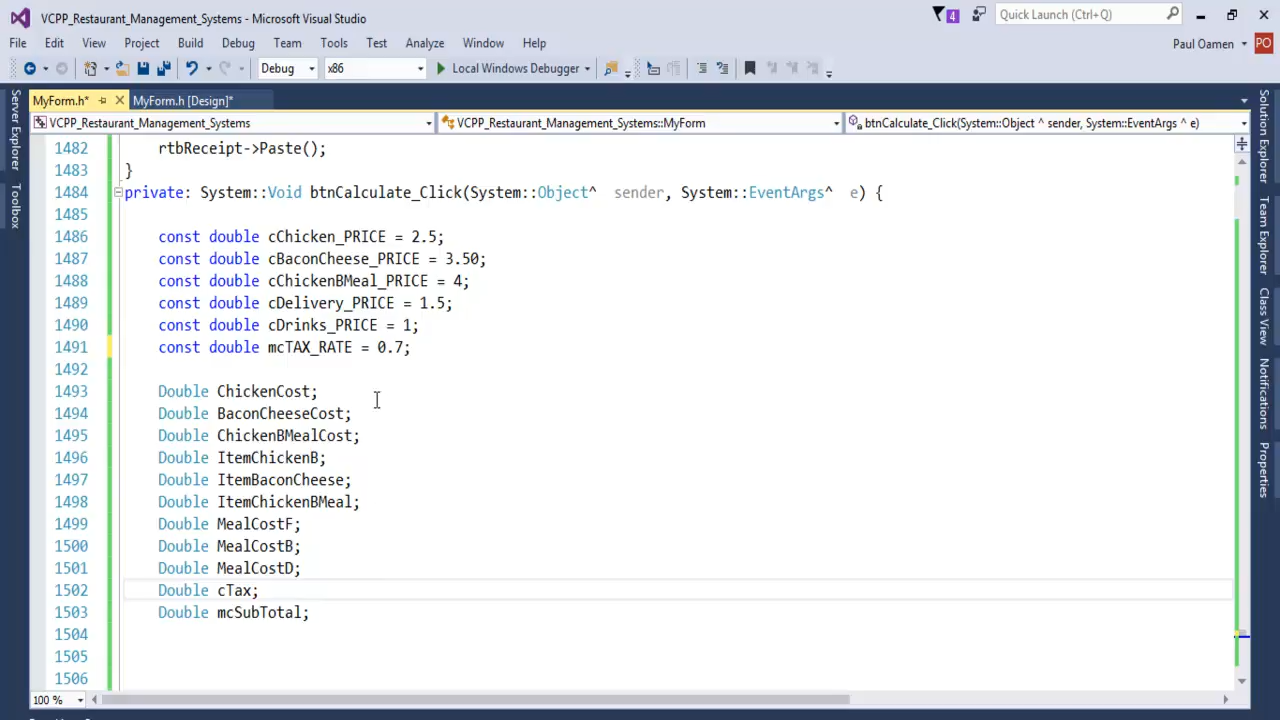 VCPP_Restaurant_Management_Systems - Microsoft Visual Studio
4
Quick Launch (Ctrl+Q)
File Edit View Project Build Debug Team Tools Test Analyze Window Help
Paul Oamen
PO
Debug x86 Local Windows Debugger
MyForm.h* MyForm.h [Design]*
VCPP_Restaurant_Management_Systems VCPP_Restaurant_Management_Systems::MyForm btnCalculate_Click(System::Object ^ sender, System::EventArgs ^ e)
Server Explorer
Toolbox
1482 rtbReceipt->Paste();
1483 }
1484 private: System::Void btnCalculate_Click(System::Object^  sender, System::EventArgs^  e) {
1485
1486 const double cChicken_PRICE = 2.5;
1487 const double cBaconCheese_PRICE = 3.50;
1488 const double cChickenBMeal_PRICE = 4;
1489 const double cDelivery_PRICE = 1.5;
1490 const double cDrinks_PRICE = 1;
1491 const double mcTAX_RATE = 0.7;
1492
1493 Double ChickenCost;
1494 Double BaconCheeseCost;
1495 Double ChickenBMealCost;
1496 Double ItemChickenB;
1497 Double ItemBaconCheese;
1498 Double ItemChickenBMeal;
1499 Double MealCostF;
1500 Double MealCostB;
1501 Double MealCostD;
1502 Double cTax;
1503 Double mcSubTotal;
1504
1505
1506
100 %
Solution Explorer
Team Explorer
Class View
Notifications
Properties